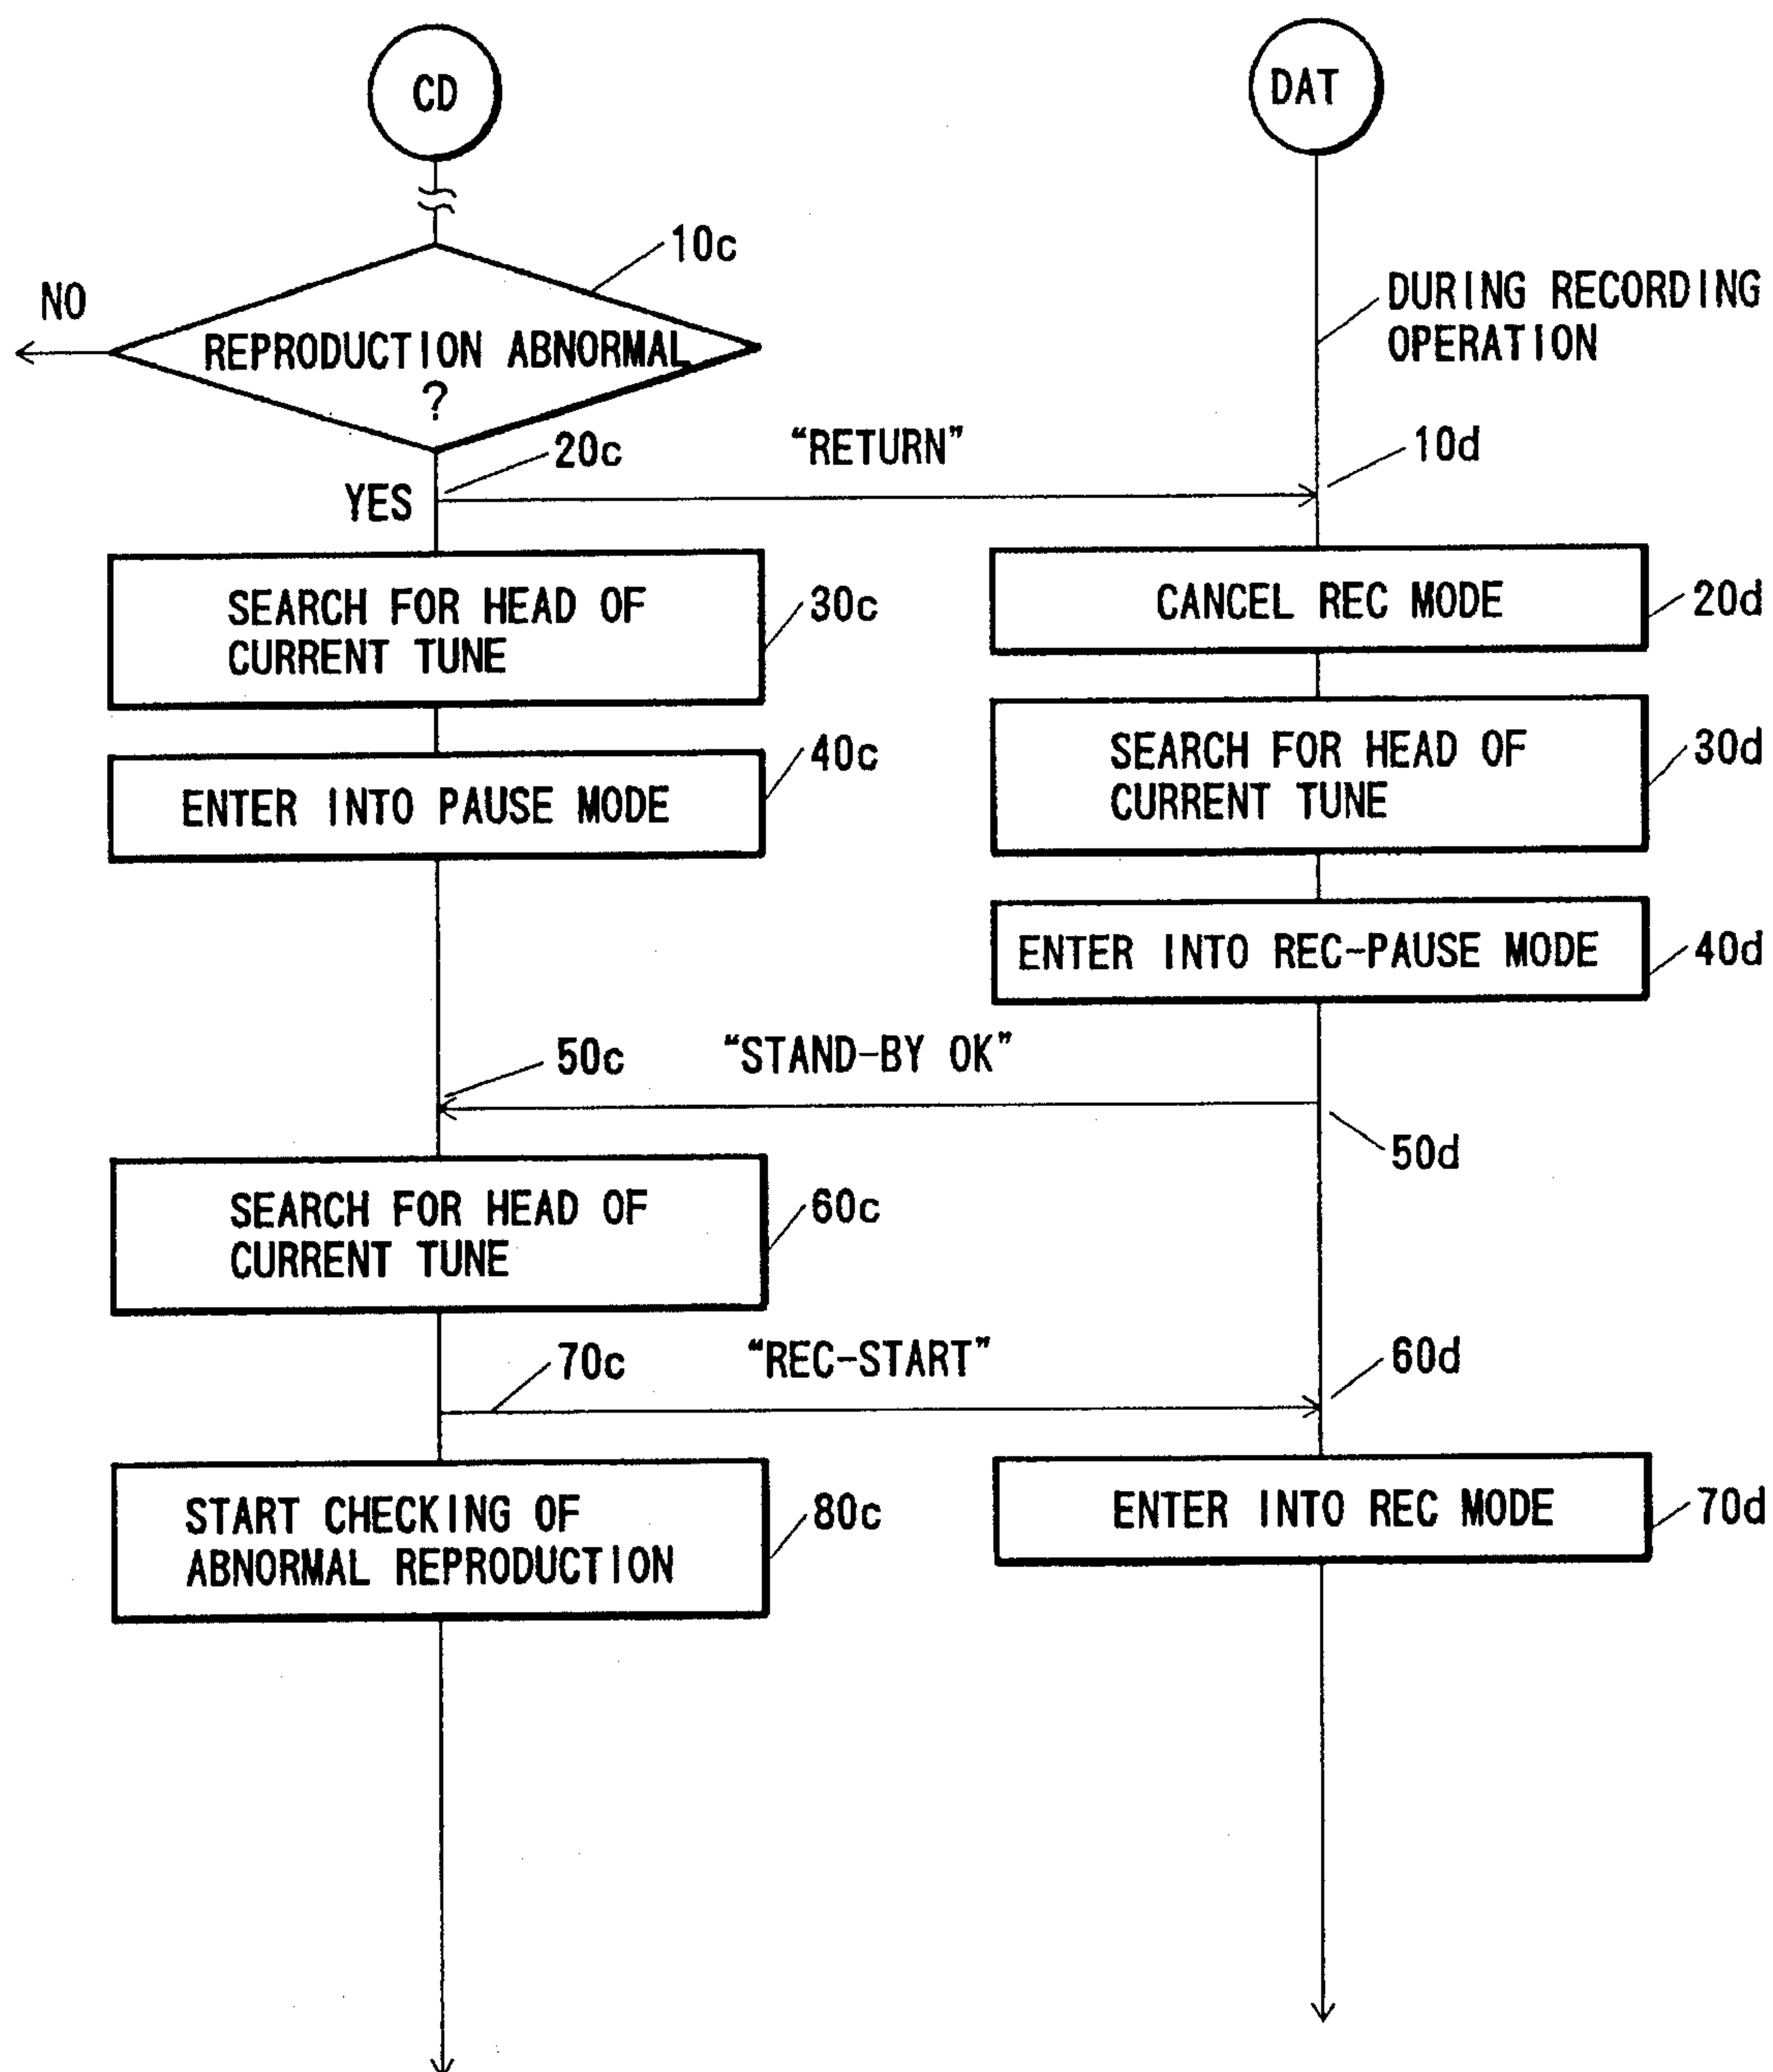 CD
DAT
10c
NO
REPRODUCTION ABNORMAL
?
DURING RECORDING
OPERATION
20c
"RETURN"
10d
YES
SEARCH FOR HEAD OF
CURRENT TUNE
30c
CANCEL REC MODE
20d
ENTER INTO PAUSE MODE
40c
SEARCH FOR HEAD OF
CURRENT TUNE
30d
ENTER INTO REC-PAUSE MODE
40d
50c
"STAND-BY OK"
50d
SEARCH FOR HEAD OF
CURRENT TUNE
60c
70c
"REC-START"
60d
START CHECKING OF
ABNORMAL REPRODUCTION
80c
ENTER INTO REC MODE
70d